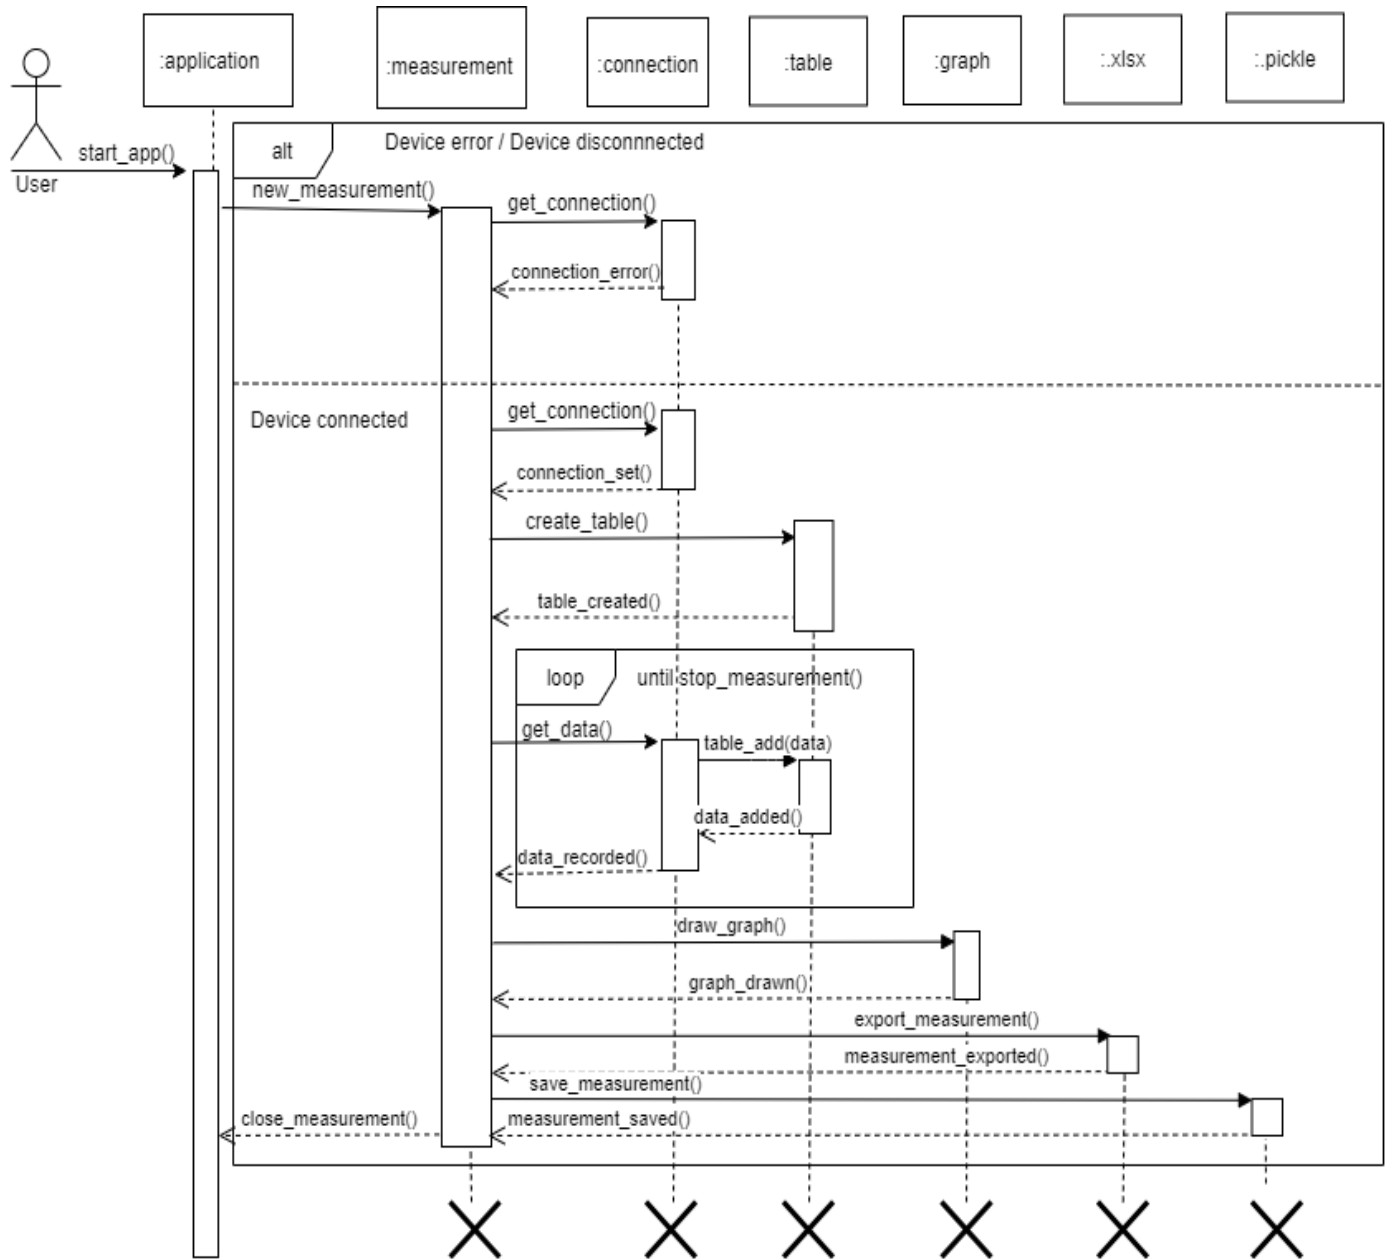 :application
:measurement
:connection
:table
:graph
:.xlsx
:.pickle
User
start_app()
alt
Device error / Device disconnnected
new_measurement()
get_connection()
connection_error()
Device connected
get_connection()
connection_set()
create_table()
table_created()
loop
until stop_measurement()
get_data()
table_add(data)
data_added()
data_recorded()
draw_graph()
graph_drawn()
export_measurement()
measurement_exported()
save_measurement()
close_measurement()
measurement_saved()